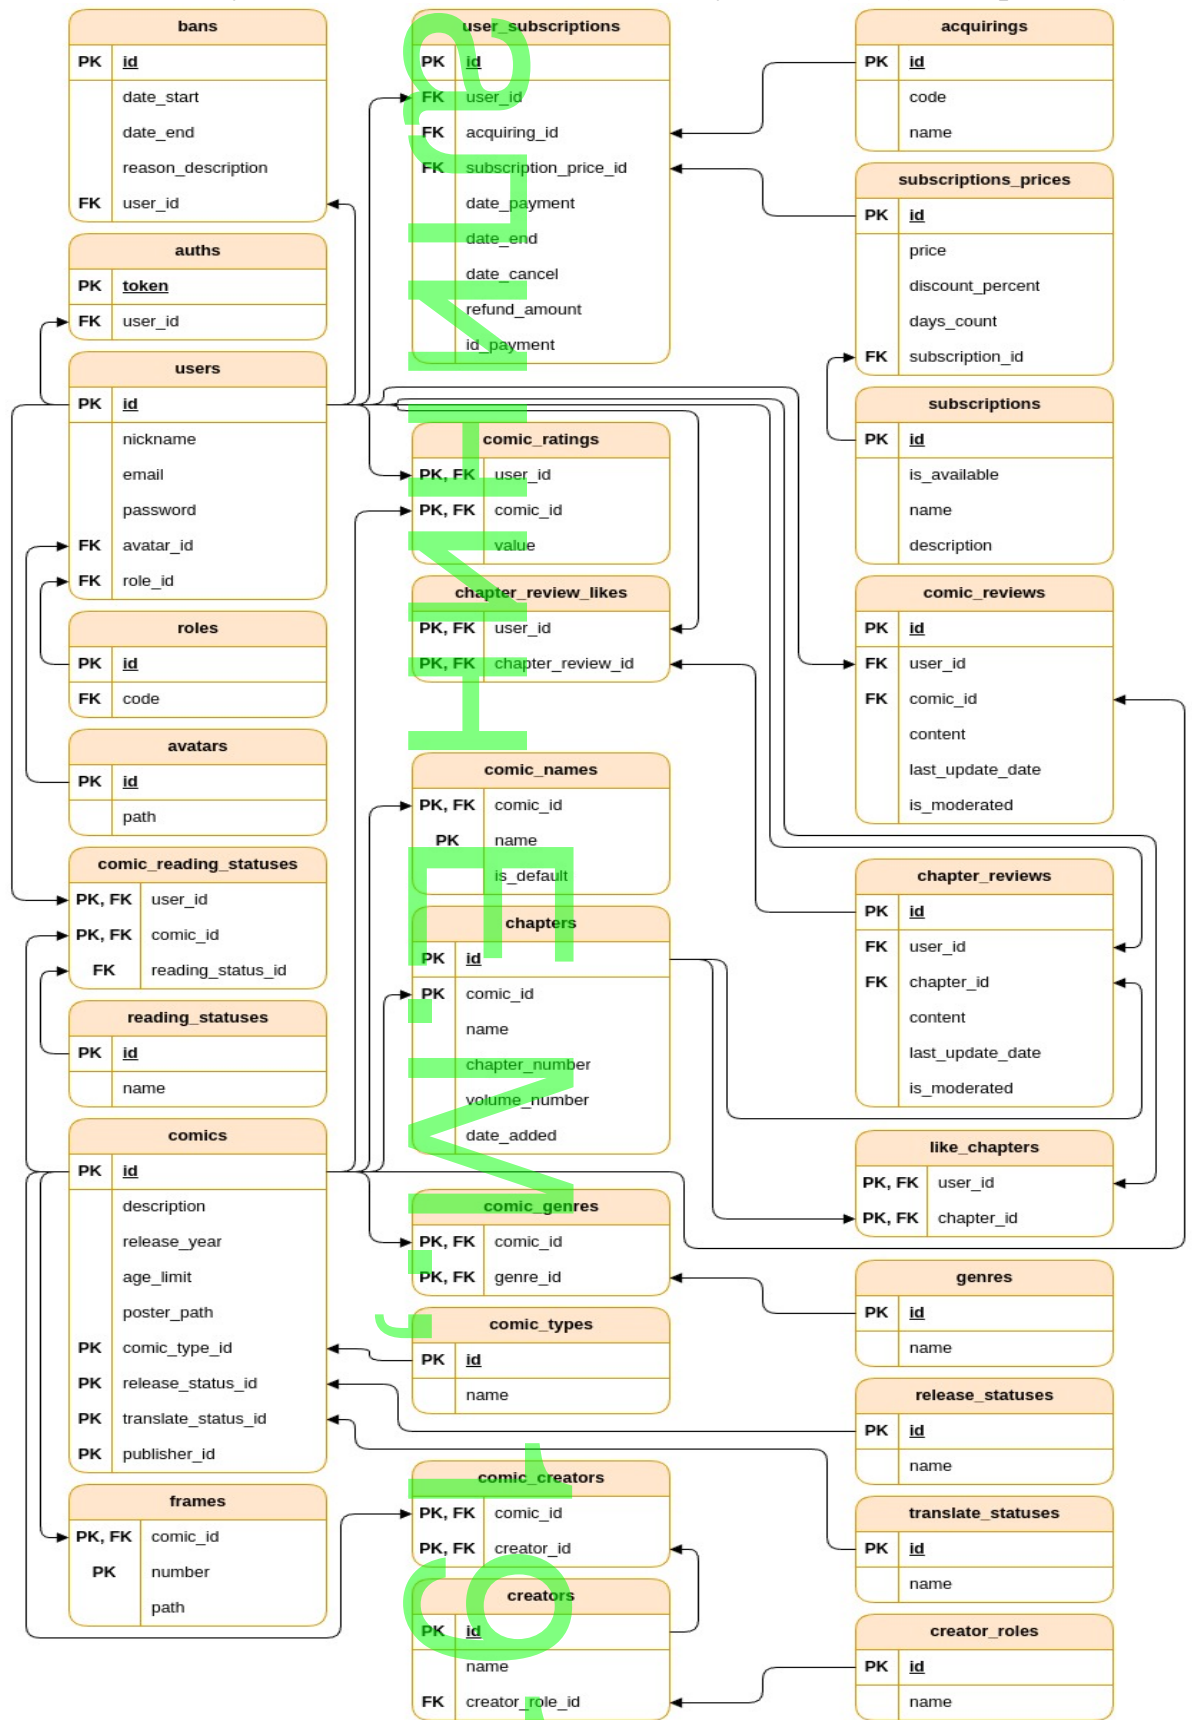 bans
PK id
date_start
date_end
reason_description
FK user_id
auths
PK token
FK user_id
users
PK id
nickname
email
password
FK avatar_id
FK role_id
roles
PK id
FK code
avatars
PK id
path
comic_reading_statuses
PK, FK user_id
PK, FK comic_id
FK reading_status_id
reading_statuses
PK id
name
comics
PK id
description
release_year
age_limit
poster_path
PK comic_type_id
PK release_status_id
PK translate_status_id
PK publisher_id
frames
PK, FK comic_id
PK number
path
user_subscriptions
PK id
FK user_id
FK acquiring_id
FK subscription_price_id
date_payment
date_end
date_cancel
refund_amount
id_payment
comic_ratings
PK, FK user_id
PK, FK comic_id
value
chapter_review_likes
PK, FK user_id
PK, FK chapter_review_id
comic_names
PK, FK comic_id
PK name
is_default
chapters
PK id
PK comic_id
name
chapter_number
volume_number
date_added
comic_genres
PK, FK comic_id
PK, FK genre_id
comic_types
PK id
name
comic_creators
PK, FK comic_id
PK, FK creator_id
creators
PK id
name
FK creator_role_id
acquirings
PK id
code
name
subscriptions_prices
PK id
price
discount_percent
days_count
FK subscription_id
subscriptions
PK id
is_available
name
description
comic_reviews
PK id
FK user_id
FK comic_id
content
last_update_date
is_moderated
chapter_reviews
PK id
FK user_id
FK chapter_id
content
last_update_date
is_moderated
like_chapters
PK, FK user_id
PK, FK chapter_id
genres
PK id
name
release_statuses
PK id
name
translate_statuses
PK id
name
creator_roles
PK id
name